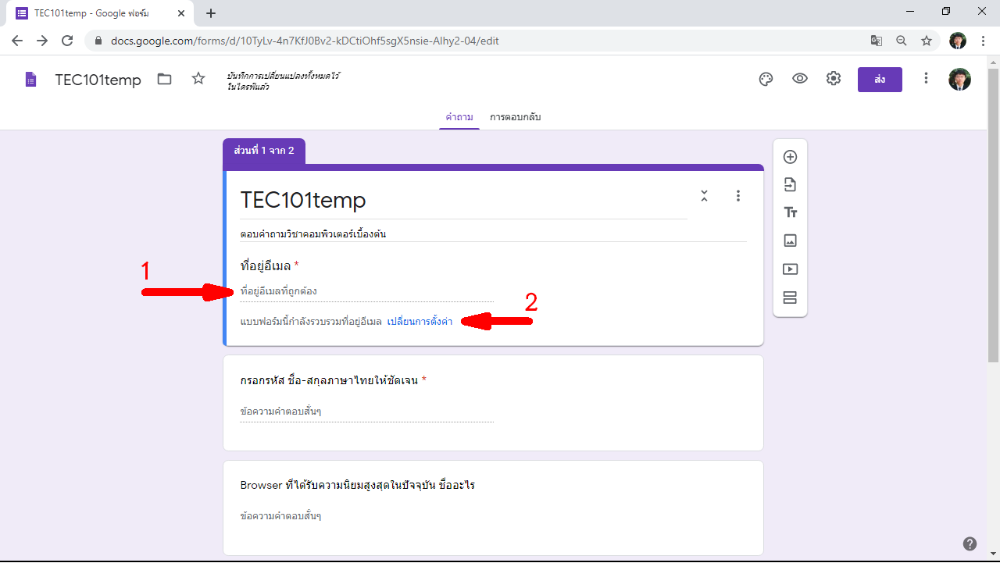 TEC101temp - Google ฟอร์ม
docs.google.com/forms/d/10TyLv-4n7KfJ0Bv2-kDCtiOhf5sgX5nsie-Alhy2-04/edit
TEC101temp
บันทึกการเปลี่ยนแปลงทั้งหมดไว้
ในไดรฟ์แล้ว
ส่ง
คำถาม การตอบกลับ
ส่วนที่ 1 จาก 2
TEC101temp
ตอบคำถามวิชาคอมพิวเตอร์เบื้องต้น
ที่อยู่อีเมล *
1
ที่อยู่อีเมลที่ถูกต้อง
2
แบบฟอร์มนี้กำลังรวบรวมที่อยู่อีเมล เปลี่ยนการตั้งค่า
กรอกรหัส ชื่อ-สกุลภาษาไทยให้ชัดเจน *
ข้อความคำตอบสั้นๆ
Browser ที่ได้รับความนิยมสูงสุดในปัจจุบัน ชื่ออะไร
ข้อความคำตอบสั้นๆ